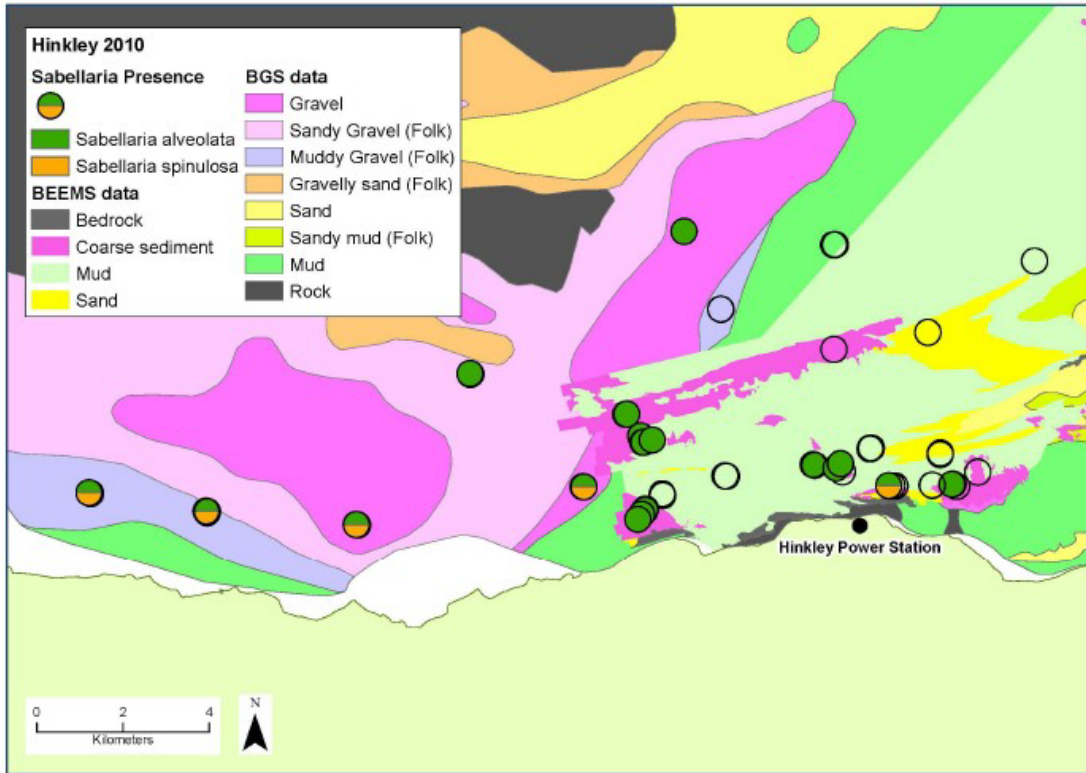 Hinkley 2010
Sabellaria Presence
Sabellaria alveolata
Sabellaria spinulosa
BEEMS data
Bedrock
Coarse sediment
Mud
Sand
BGS data
Gravel
Sandy Gravel (Folk)
Muddy Gravel (Folk)
Gravelly sand (Folk)
Sand
Sandy mud (Folk)
Mud
Rock
Hinkley Power Station
0 2 4
Kilometers
N